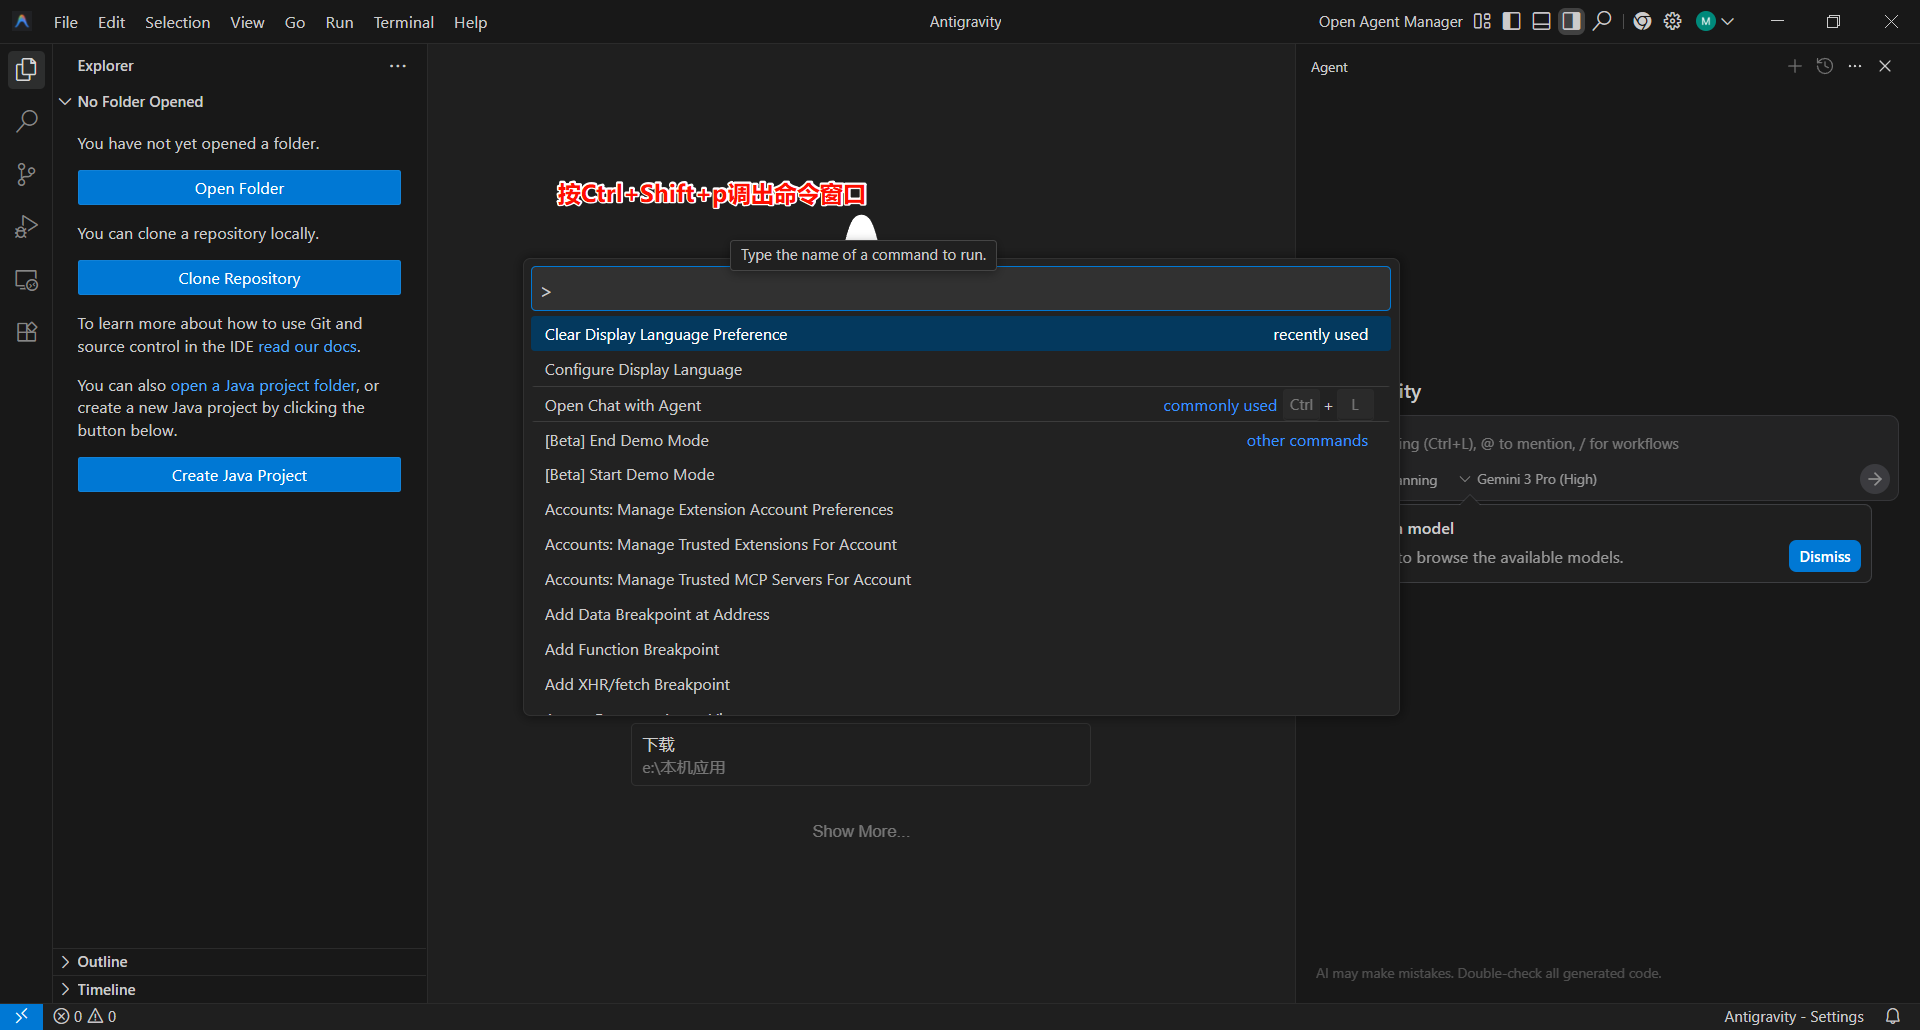 File Edit Selection View Go Run Terminal Help
Antigravity
Open Agent Manager
M
Explorer
No Folder Opened
You have not yet opened a folder.
Open Folder
You can clone a repository locally.
Clone Repository
To learn more about how to use Git and
source control in the IDE read our docs.
You can also open a Java project folder, or
create a new Java project by clicking the
button below.
Create Java Project
Outline
Timeline
按Ctrl+Shift+p调出命令窗口
Type the name of a command to run.
>
Clear Display Language Preference recently used
Configure Display Language
Open Chat with Agent commonly used Ctrl + L
[Beta] End Demo Mode other commands
[Beta] Start Demo Mode
Accounts: Manage Extension Account Preferences
Accounts: Manage Trusted Extensions For Account
Accounts: Manage Trusted MCP Servers For Account
Add Data Breakpoint at Address
Add Function Breakpoint
Add XHR/fetch Breakpoint
下载
e:\本机应用
Show More...
Agent
ity
ing (Ctrl+L), @ to mention, / for workflows
nning Gemini 3 Pro (High)
model
to browse the available models.
Dismiss
AI may make mistakes. Double-check all generated code.
0 0
Antigravity - Settings